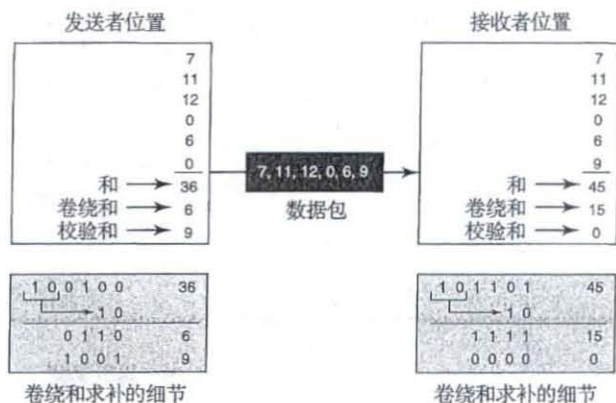 发送者位置
7
11
12
0
6
0
和 36
卷绕和 6
校验和 9
7, 11, 12, 0, 6, 9
数据包
接收者位置
7
11
12
0
6
9
和 45
卷绕和 15
校验和 0
1 0 0 1 0 0 36
1 0
0 1 1 0 6
1 0 0 1 9
卷绕和求补的细节
1 0 1 1 0 1 45
1 0
1 1 1 1 15
0 0 0 0 0
卷绕和求补的细节